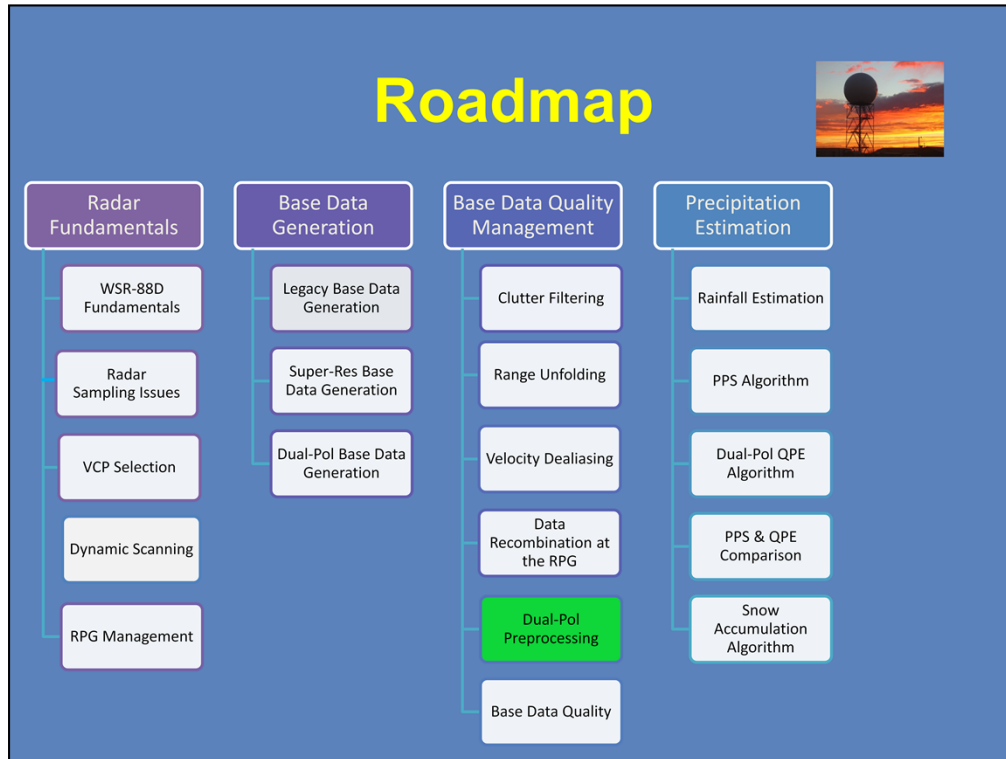 Roadmap
Radar
Fundamentals
WSR-88D
Fundamentals
Radar
Sampling Issues
VCP Selection
Dynamic Scanning
RPG Management
Base Data
Generation
Legacy Base Data
Generation
Super-Res Base
Data Generation
Dual-Pol Base Data
Generation
Base Data Quality
Management
Clutter Filtering
Range Unfolding
Velocity Dealiasing
Data
Recombination at
the RPG
Dual-Pol
Preprocessing
Base Data Quality
Precipitation
Estimation
Rainfall Estimation
PPS Algorithm
Dual-Pol QPE
Algorithm
PPS & QPE
Comparison
Snow
Accumulation
Algorithm